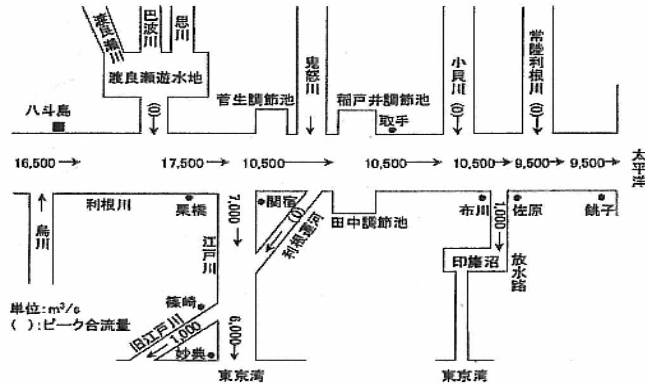 渡良瀬川
巴波川
思川
渡良瀬遊水地
(0)
菅生調節池
鬼怒川
稲戸井調節池
取手
小貝川
(0)
常陸利根川
(0)
八斗島
16,500
17,500
10,500
10,500
10,500
9,500
9,500
太平洋
烏川
利根川
栗橋
江戸川
7,000
関宿
(0)
利根運河
田中調節池
布川
1,000
佐原
銚子
印旛沼
放水路
単位:m³/s
( ):ピーク合流量
篠崎
旧江戸川
1,000
妙典
6,000
東京湾
東京湾